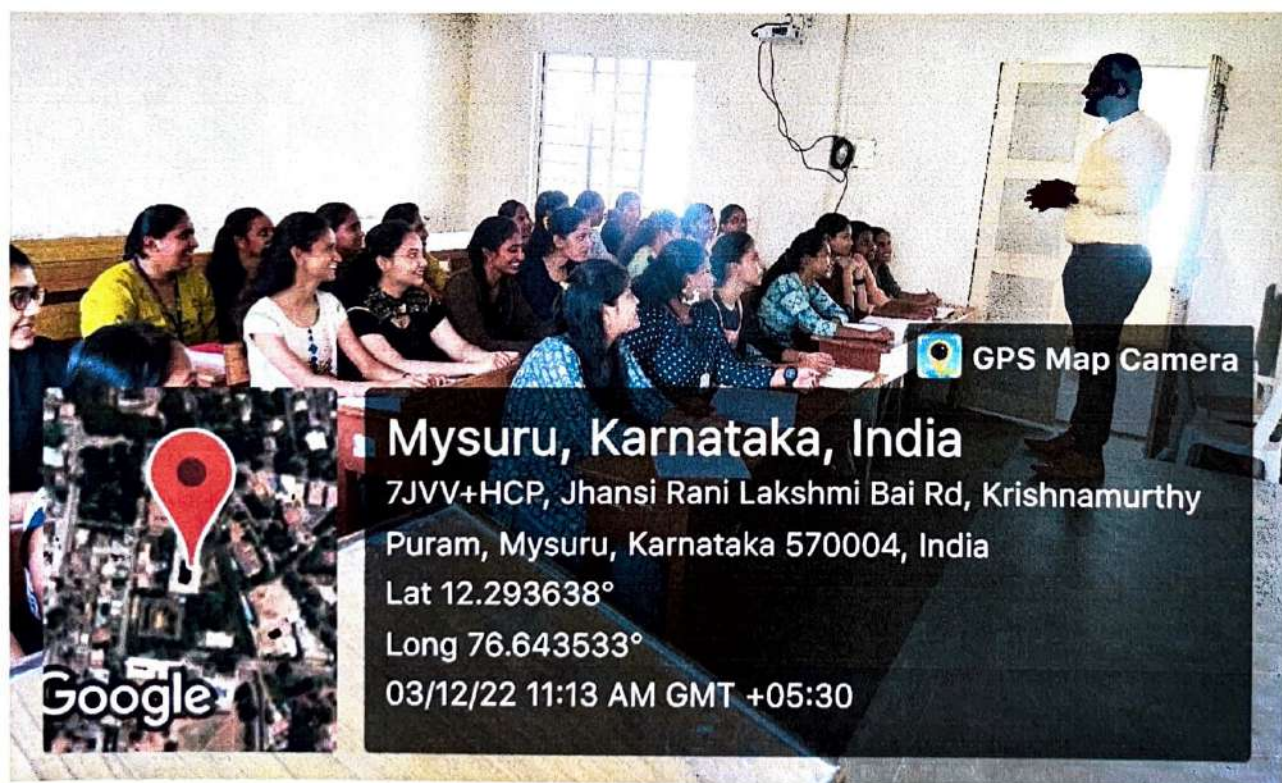 GPS Map Camera
Mysuru, Karnataka, India
7JVV+HCP, Jhansi Rani Lakshmi Bai Rd, Krishnamurthy
Puram, Mysuru, Karnataka 570004, India
Lat 12.293638°
Long 76.643533°
03/12/22 11:13 AM GMT +05:30
Google